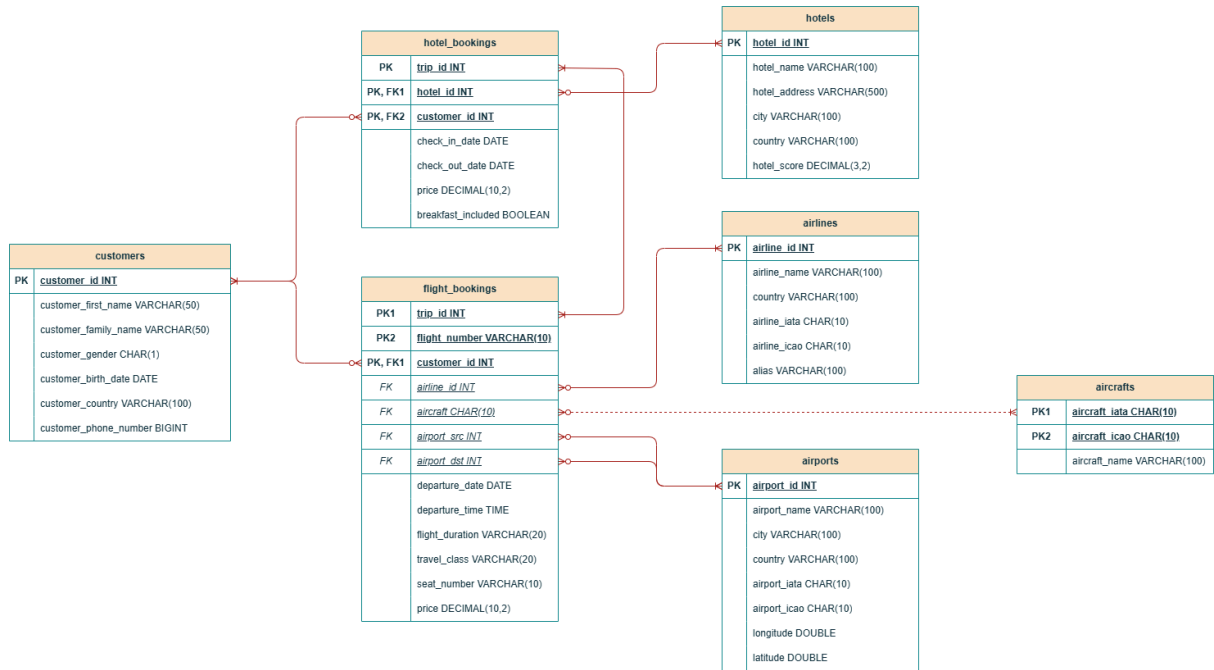 hotels
PK hotel_id INT
hotel_name VARCHAR(100)
hotel_address VARCHAR(500)
city VARCHAR(100)
country VARCHAR(100)
hotel_score DECIMAL(3,2)
hotel_bookings
PK trip_id INT
PK, FK1 hotel_id INT
PK, FK2 customer_id INT
check_in_date DATE
check_out_date DATE
price DECIMAL(10,2)
breakfast_included BOOLEAN
customers
PK customer_id INT
customer_first_name VARCHAR(50)
customer_family_name VARCHAR(50)
customer_gender CHAR(1)
customer_birth_date DATE
customer_country VARCHAR(100)
customer_phone_number BIGINT
flight_bookings
PK1 trip_id INT
PK2 flight_number VARCHAR(10)
PK, FK1 customer_id INT
FK airline_id INT
FK aircraft CHAR(10)
FK airport_src INT
FK airport_dst INT
departure_date DATE
departure_time TIME
flight_duration VARCHAR(20)
travel_class VARCHAR(20)
seat_number VARCHAR(10)
price DECIMAL(10,2)
airlines
PK airline_id INT
airline_name VARCHAR(100)
country VARCHAR(100)
airline_iata CHAR(10)
airline_icao CHAR(10)
alias VARCHAR(100)
airports
PK airport_id INT
airport_name VARCHAR(100)
city VARCHAR(100)
country VARCHAR(100)
airport_iata CHAR(10)
airport_icao CHAR(10)
longitude DOUBLE
latitude DOUBLE
aircrafts
PK1 aircraft_iata CHAR(10)
PK2 aircraft_icao CHAR(10)
aircraft_name VARCHAR(100)